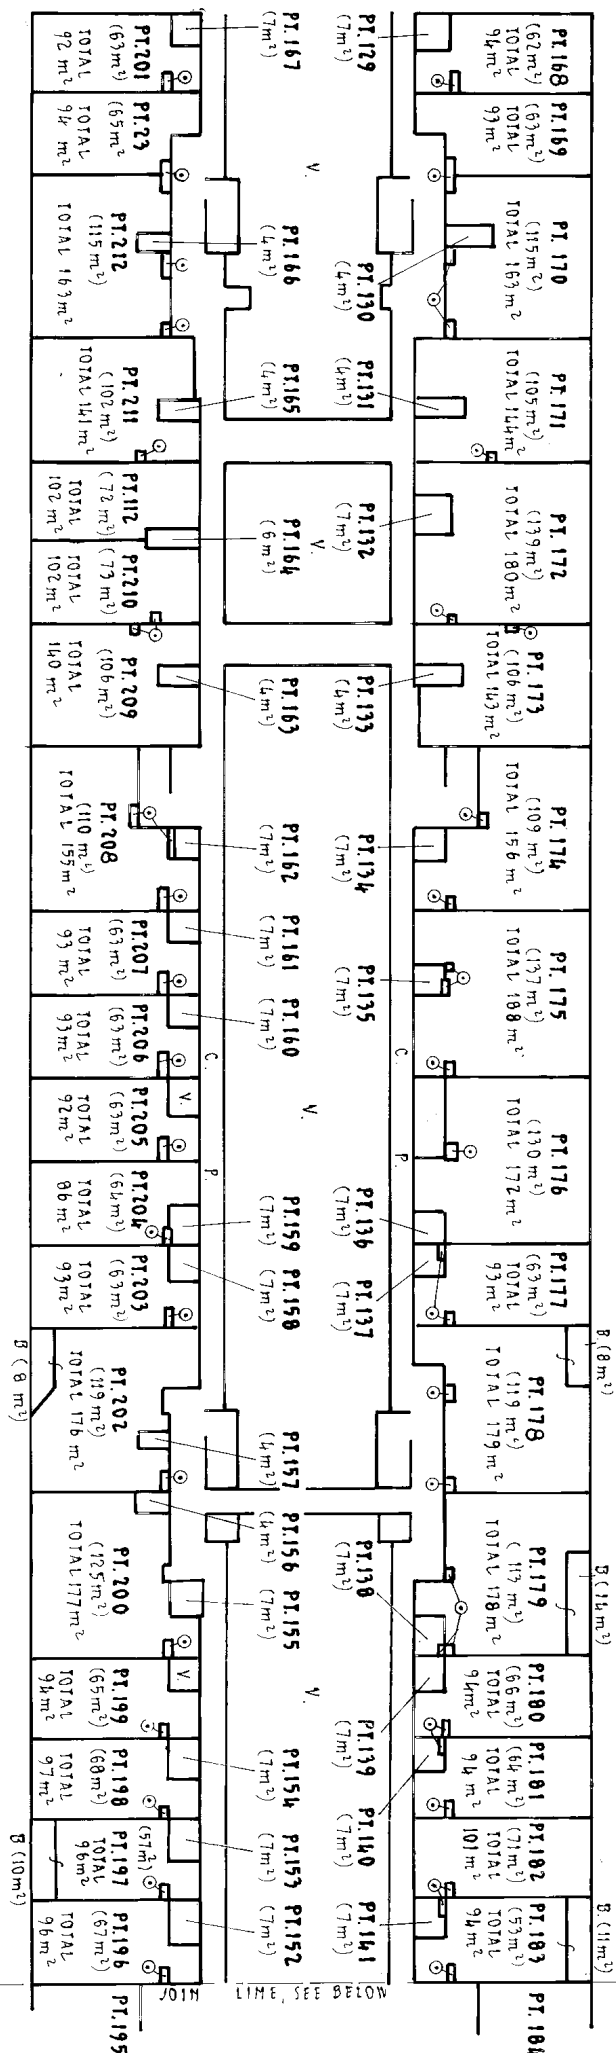 B.(8m²)
B.(14m²)
B.(11m²)
PT.168
(62m²)
TOTAL
94m²
PT.169
(63m²)
TOTAL
93m²
PT.170
(115m²)
TOTAL 163m²
PT.171
(105m²)
TOTAL 144m²
PT.172
(139m²)
TOTAL 180m²
PT.173
(106m²)
TOTAL 143m²
PT.174
(109m²)
TOTAL 156m²
PT.175
(137m²)
TOTAL 188m²
PT.176
(130m²)
TOTAL 172m²
PT.177
(63m²)
TOTAL
93m²
PT.178
(119m²)
TOTAL 179m²
PT.179
(113m²)
TOTAL 178m²
PT.180
(66m²)
TOTAL
94m²
PT.181
(64m²)
TOTAL
94m²
PT.182
(71m²)
TOTAL
101m²
PT.183
(53m²)
TOTAL
94m²
PT.184
C. P.
PT.129
(7m²)
PT.130
(4m²)
PT.131
(4m²)
PT.132
(7m²)
PT.133
(4m²)
PT.134
(7m²)
PT.135
(7m²)
PT.136
(7m²)
PT.137
(7m²)
PT.138
(7m²)
PT.139
(7m²)
PT.140
(7m²)
PT.141
(7m²)
V.
V.
V.
V.
LINE, SEE BELOW
PT.167
(7m²)
PT.166
(4m²)
PT.165
(4m²)
PT.164
(6m²)
PT.163
(4m²)
PT.162
(7m²)
PT.161
(7m²)
PT.160
(7m²)
PT.159
(7m²)
PT.158
(7m²)
PT.157
(4m²)
PT.156
(4m²)
PT.155
(7m²)
PT.154
(7m²)
PT.153
(7m²)
PT.152
(7m²)
C. P.
JOIN
V.
V.
PT.201
(63m²)
TOTAL
92m²
PT.23
(65m²
TOTAL
94m²
PT.212
(115m²)
TOTAL 163m²
PT.211
(102m²)
TOTAL 141m²
PT.112
(72m²)
TOTAL
102m²
PT.210
(73m²)
TOTAL
102m²
PT.209
(106m²)
TOTAL
140m²
PT.208
(110m²)
TOTAL 155m²
PT.207
(63m²)
TOTAL
93m²
PT.206
(63m²)
TOTAL
93m²
PT.205
(63m²)
TOTAL
92m²
PT.204
(64m²)
TOTAL
86m²
PT.203
(63m²)
TOTAL
93m²
PT.202
(119m²)
TOTAL 176m²
PT.200
(125m²)
TOTAL 177m²
PT.199
(65m²)
TOTAL
94m²
PT.198
(68m²)
TOTAL
97m²
(57m²)
PT.197
TOTAL
96m²
PT.196
(67m²)
TOTAL
96m²
PT.195
B(8m²)
B(10m²)